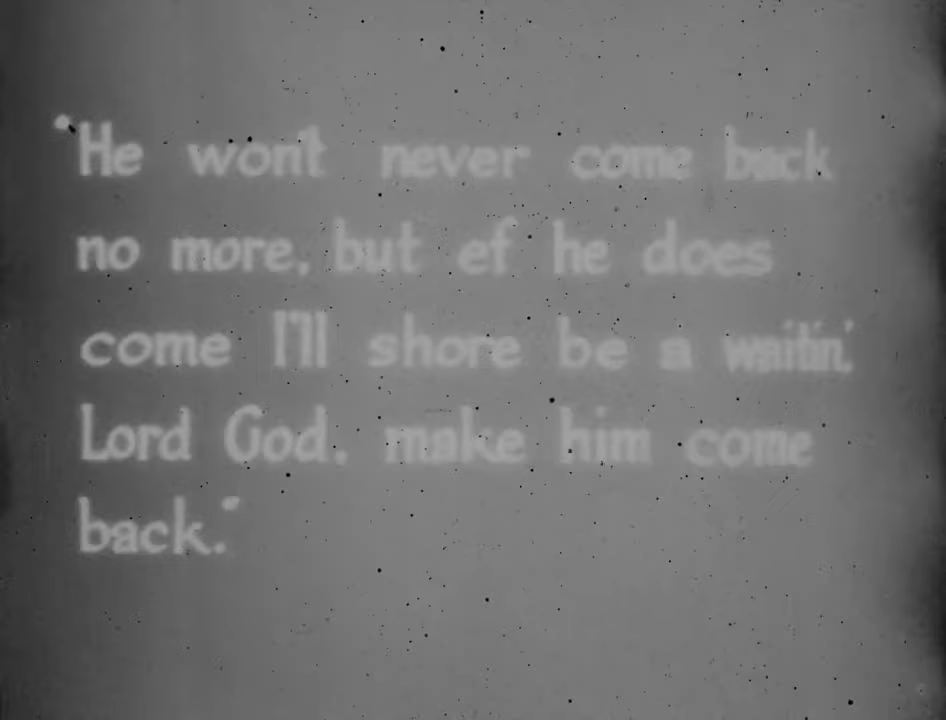 "He won't never come back
no more, but ef he does
come I'll shore be a waitin'.
Lord God, make him come
back."